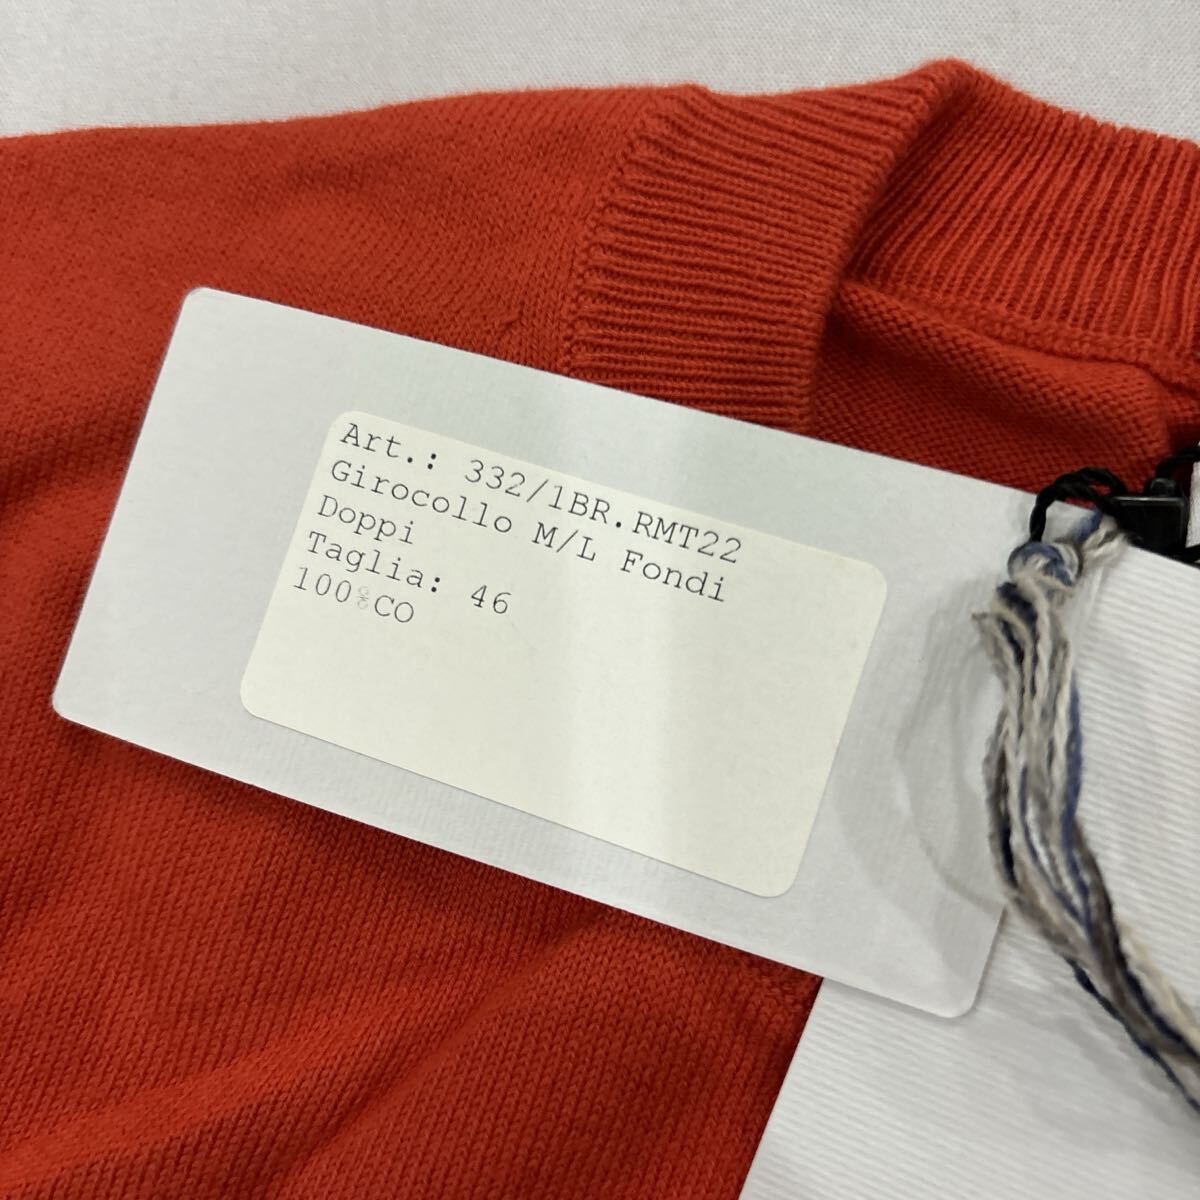 Art.: 332/1BR.RMT22
Girocollo M/L Fondi
Doppi
Taglia: 46
100%CO